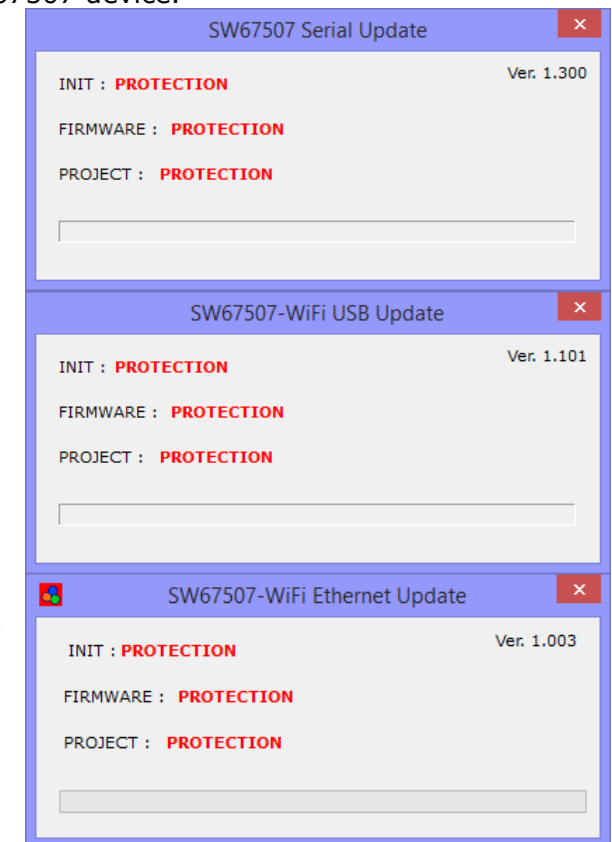 67507 device.
SW67507 Serial Update
Ver. 1.300
INIT : PROTECTION
FIRMWARE : PROTECTION
PROJECT : PROTECTION
SW67507-WiFi USB Update
Ver. 1.101
INIT : PROTECTION
FIRMWARE : PROTECTION
PROJECT : PROTECTION
SW67507-WiFi Ethernet Update
Ver. 1.003
INIT : PROTECTION
FIRMWARE : PROTECTION
PROJECT : PROTECTION